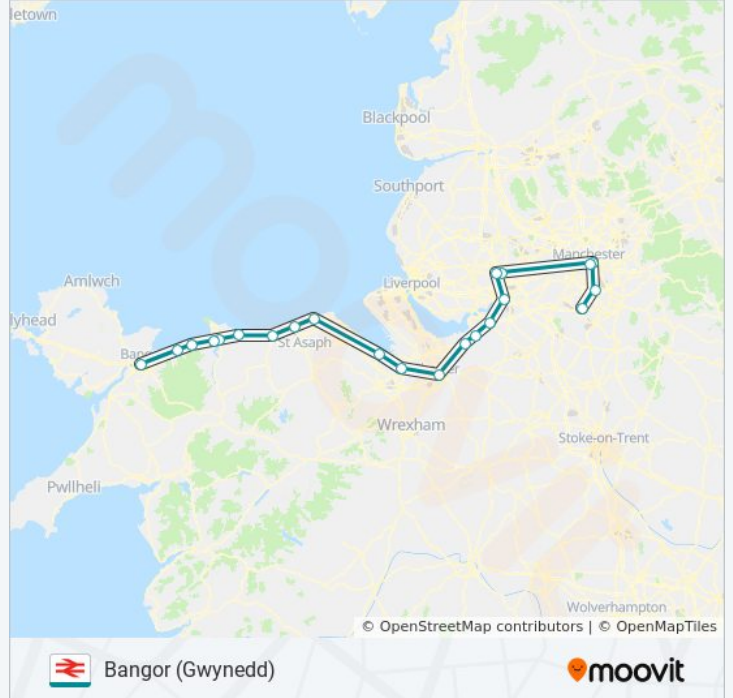 letown
Blackpool
Southport
Manchester
Amlwch
Liverpool
lyhead
St Asaph
Wrexham
Stoke-on-Trent
Pwllheli
Wolverhampton
© OpenStreetMap contributors | © OpenMapTiles
Bangor (Gwynedd)
moovit